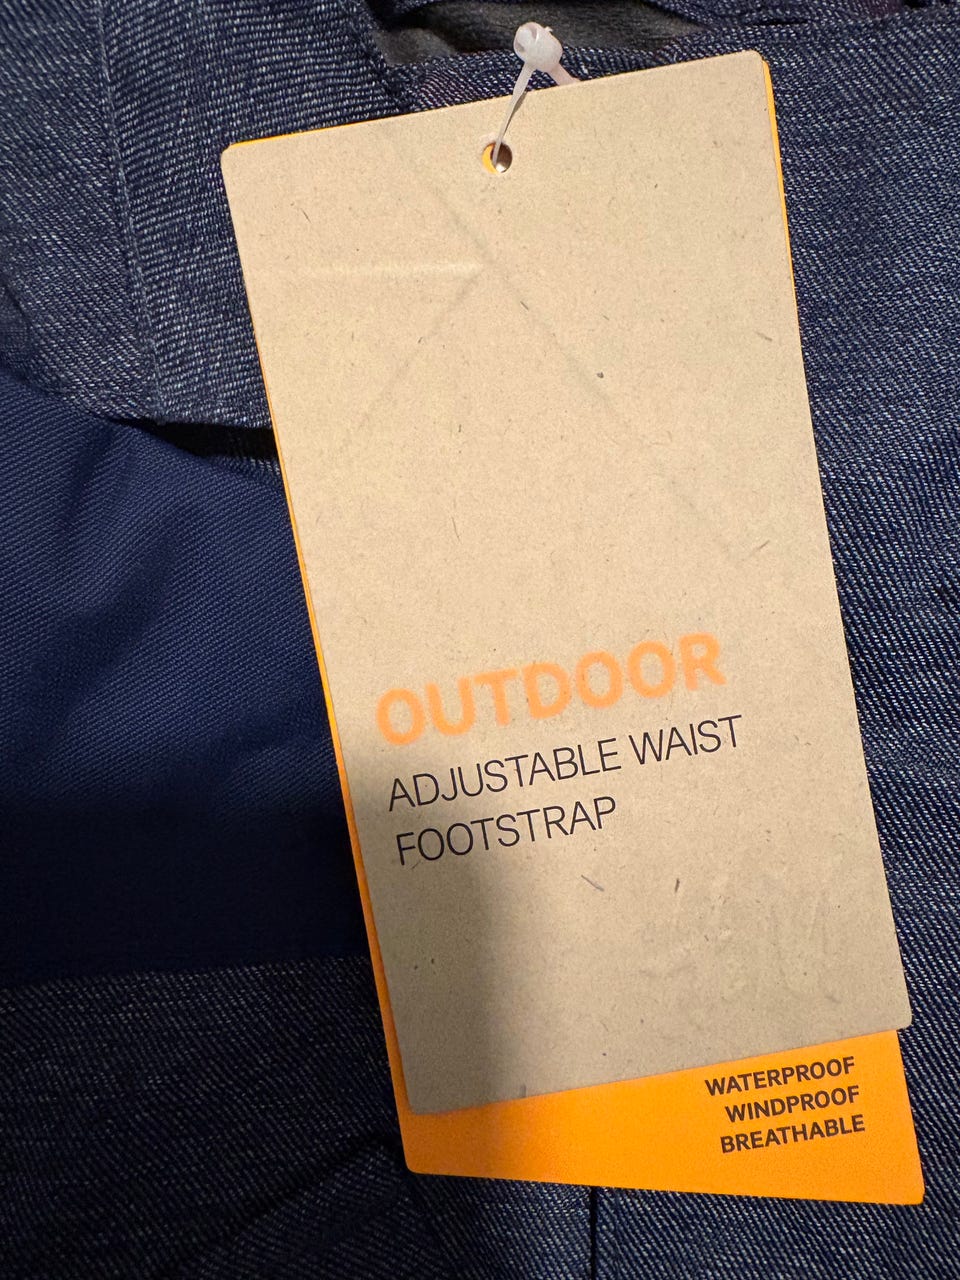 OUTDOOR
ADJUSTABLE WAIST
FOOTSTRAP
WATERPROOF
WINDPROOF
BREATHABLE